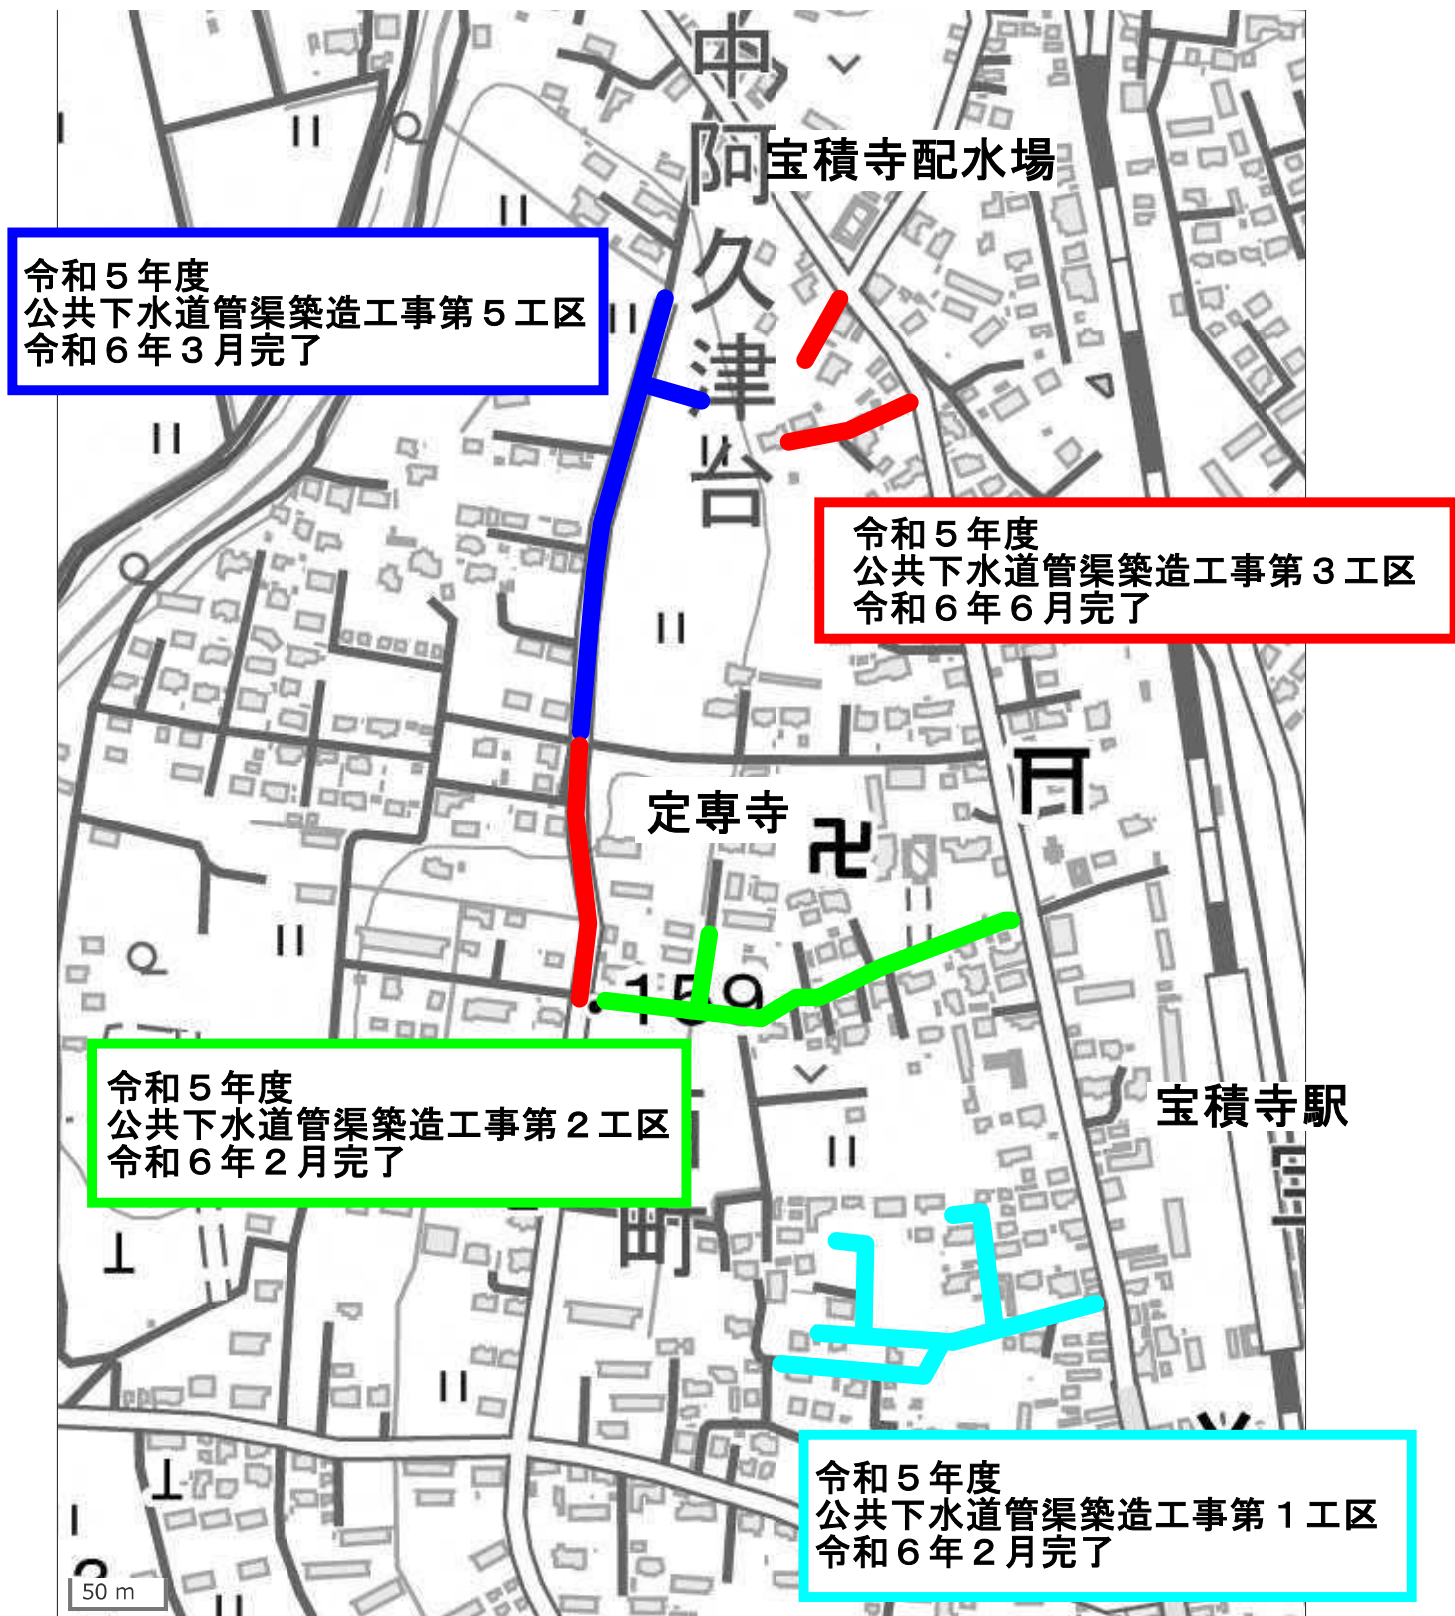 中阿久津台
宝積寺配水場
令和５年度
公共下水道管渠築造工事第５工区
令和６年３月完了
令和５年度
公共下水道管渠築造工事第３工区
令和６年６月完了
定専寺
159
令和５年度
公共下水道管渠築造工事第２工区
令和６年２月完了
宝積寺駅
町
令和５年度
公共下水道管渠築造工事第１工区
令和６年２月完了
50 m